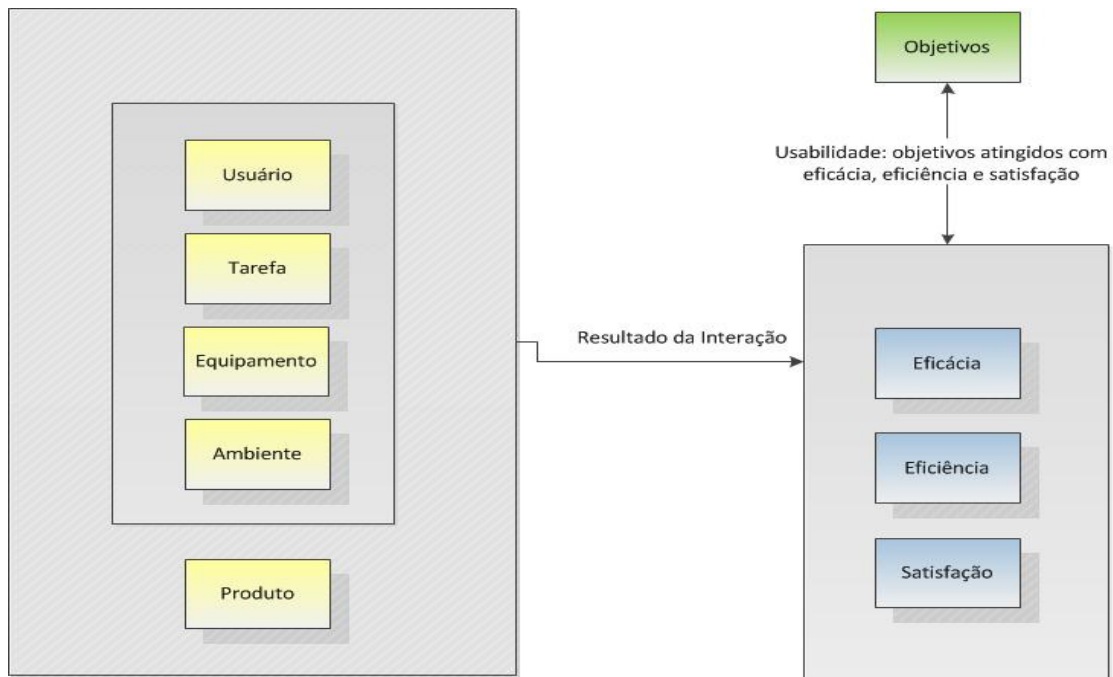 Usuário
Tarefa
Equipamento
Ambiente
Produto
Resultado da Interação
Objetivos
Usabilidade: objetivos atingidos com
eficácia, eficiência e satisfação
Eficácia
Eficiência
Satisfação